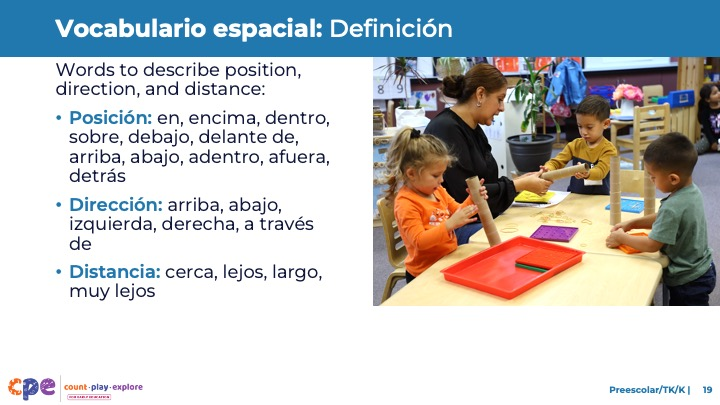 Vocabulario espacial: Definición
Words to describe position,
direction, and distance:
• Posición: en, encima, dentro,
sobre, debajo, delante de,
arriba, abajo, adentro, afuera,
detrás
• Dirección: arriba, abajo,
izquierda, derecha, a través
de
• Distancia: cerca, lejos, largo,
muy lejos
8 9
cpe
count·play·explore
Preescolar/TK/K | 19